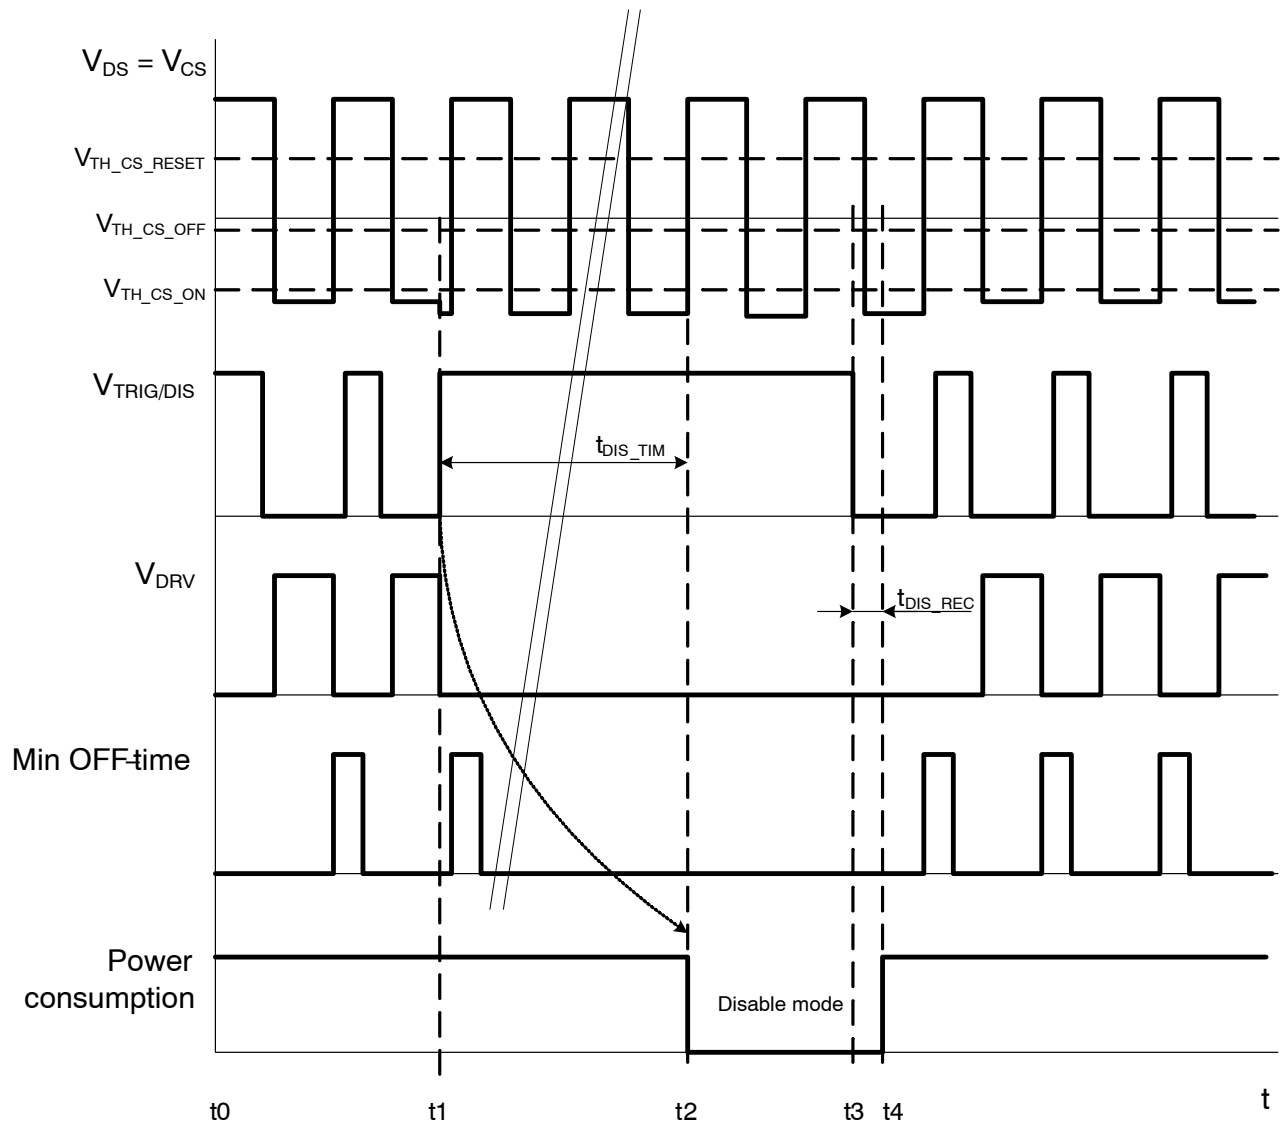 VDS = VCS
VTH_CS_RESET
VTH_CS_OFF
VTH_CS_ON
VTRIG/DIS
tDIS_TIM
VDRV
tDIS_REC
Min OFF-time
Power
consumption
Disable mode
t0 t1 t2 t3 t4 t